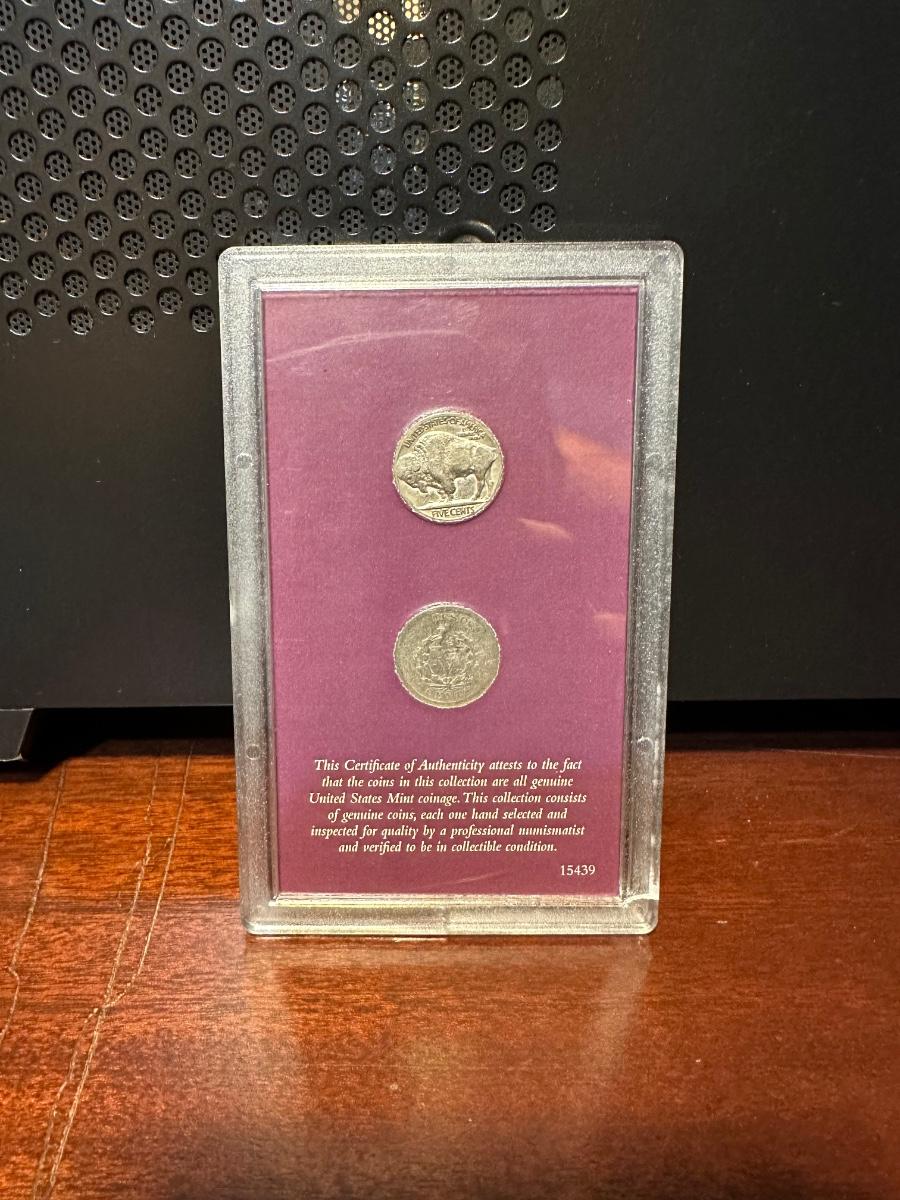 UNITED STATES OF AMERICA
FIVE CENTS
This Certificate of Authenticity attests to the fact
that the coins in this collection are all genuine
United States Mint coinage. This collection consists
of genuine coins, each one hand selected and
inspected for quality by a professional numismatist
and verified to be in collectible condition.
15439